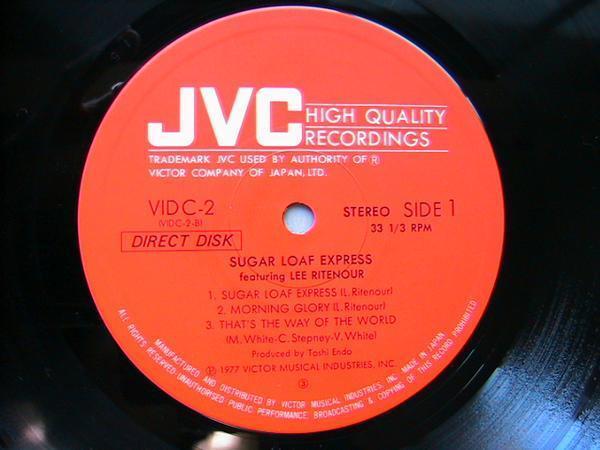 JVC HIGH QUALITY RECORDINGS
TRADEMARK JVC USED BY AUTHORITY OF Ⓡ
VICTOR COMPANY OF JAPAN, LTD.
VIDC-2
(VIDC-2-B)
DIRECT DISK
STEREO SIDE 1
33 1/3 RPM
SUGAR LOAF EXPRESS
featuring LEE RITENOUR
1. SUGAR LOAF EXPRESS (L. Ritenour)
2. MORNING GLORY (L. Ritenour)
3. THAT'S THE WAY OF THE WORLD
(M. White-C. Stepney-V. White)
Produced by Toshi Endo
Ⓟ 1977 VICTOR MUSICAL INDUSTRIES, INC.
③
MANUFACTURED AND DISTRIBUTED BY VICTOR MUSICAL INDUSTRIES, INC. MADE IN JAPAN
ALL RIGHTS RESERVED. UNAUTHORISED PUBLIC PERFORMANCE, BROADCASTING & COPYING OF THIS RECORD PROHIBITED